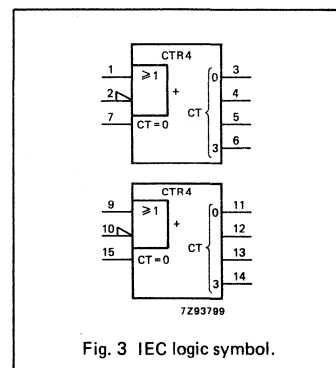 CTR4
1 ≥1 0 3
2 + 4
7 CT=0 CT 5
3 6
CTR4
9 ≥1 0 11
10 + 12
15 CT=0 CT 13
3 14
7Z93799
Fig. 3 IEC logic symbol.